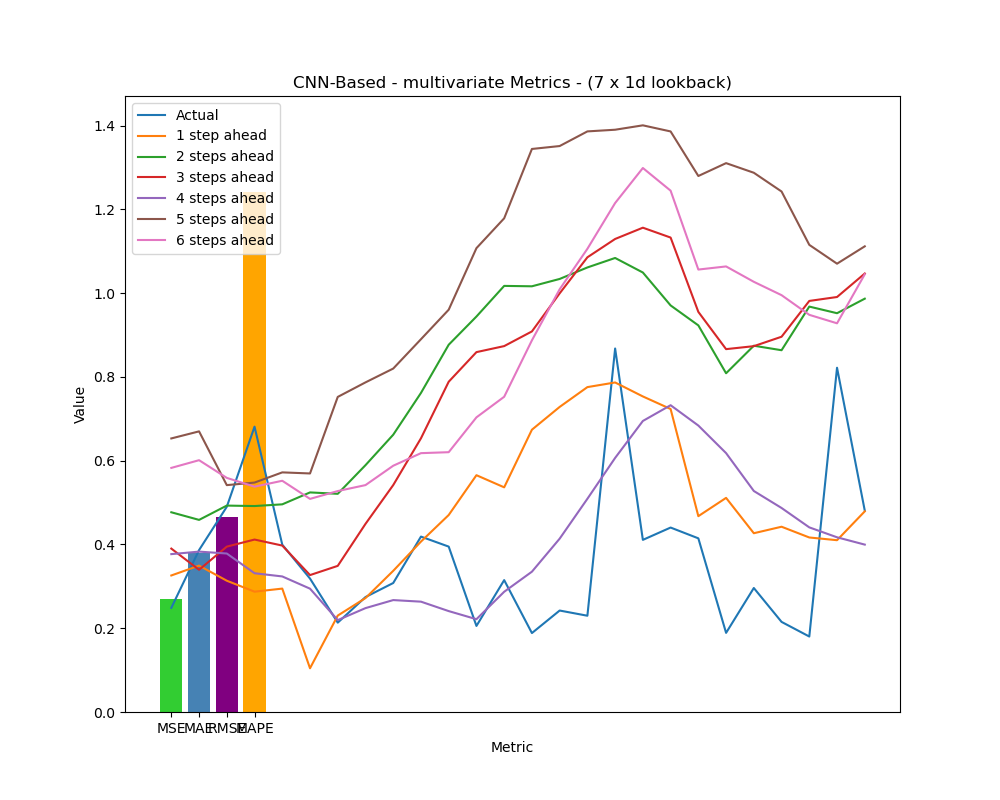 CNN-Based - multivariate Metrics - (7 x 1d lookback)
Actual
1 step ahead
2 steps ahead
3 steps ahead
4 steps ahead
5 steps ahead
6 steps ahead
1.4
1.2
1.0
0.8
0.6
0.4
0.2
0.0
Value
MSE MAE RMSE MAPE
Metric